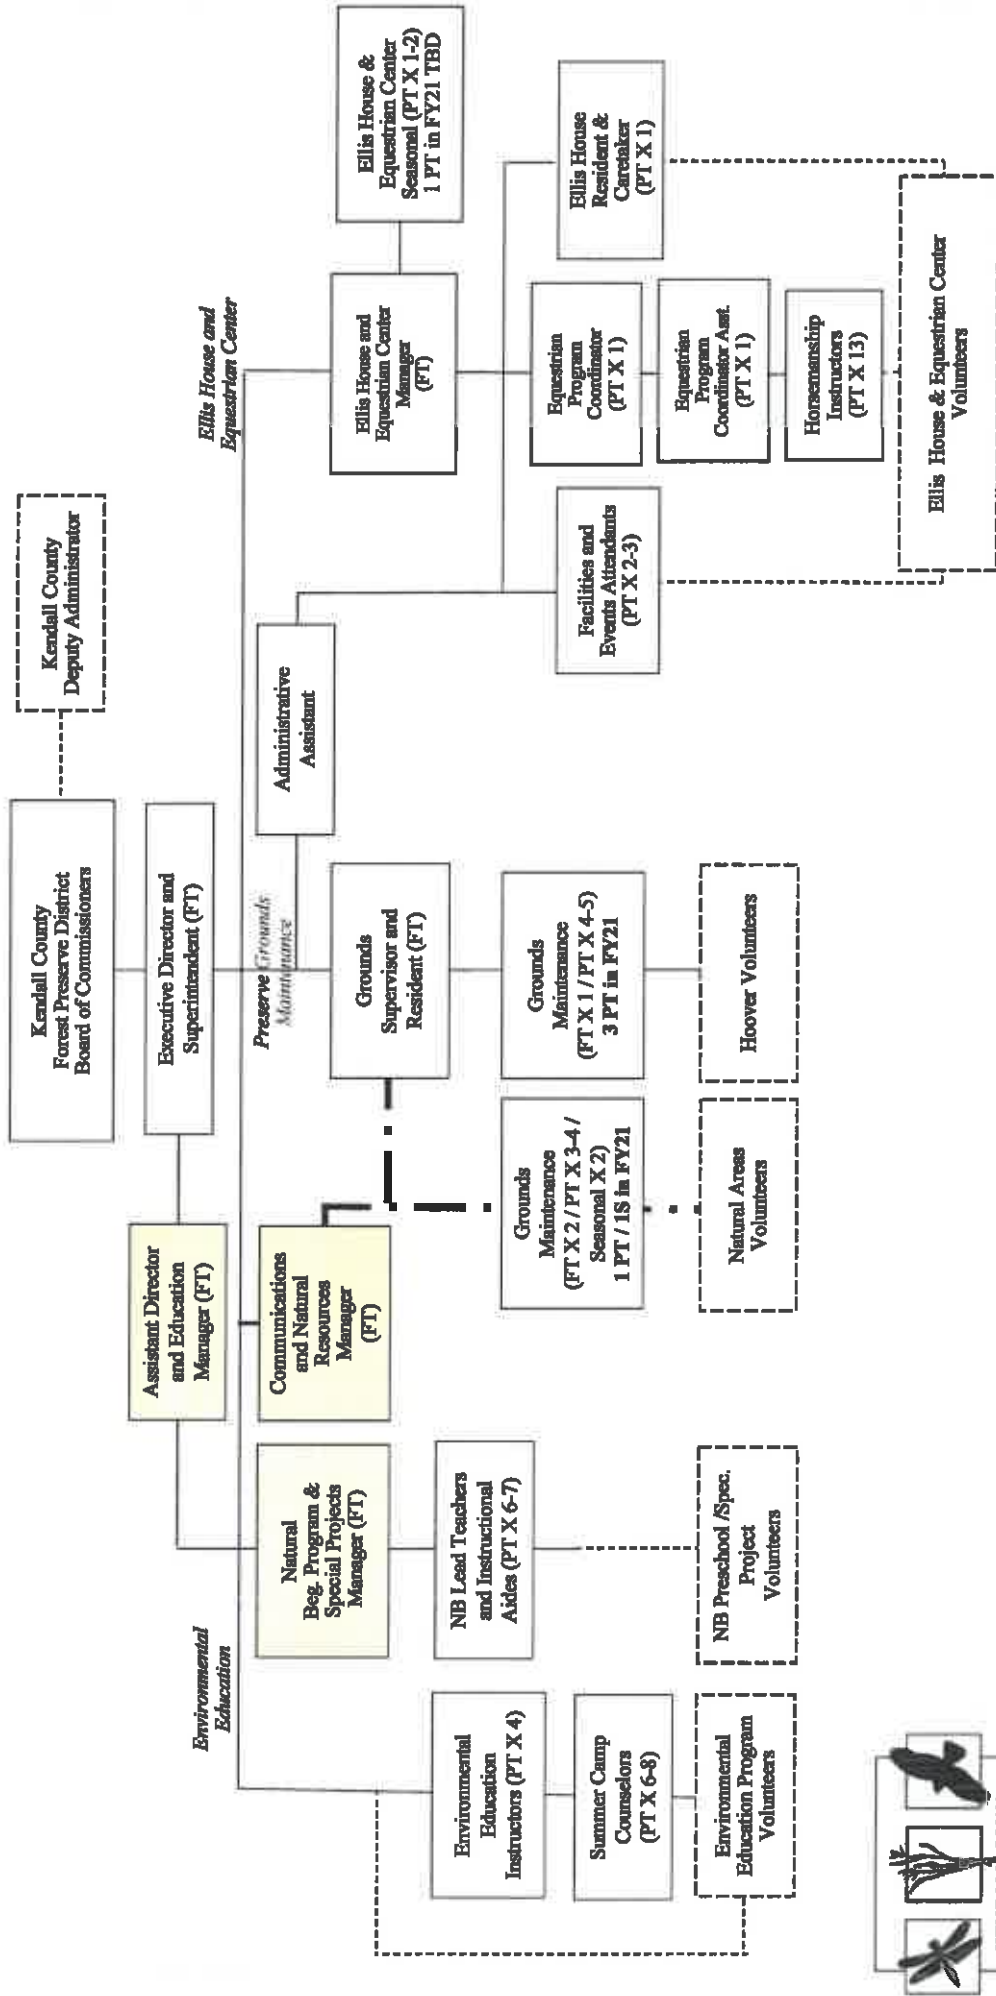 Kendall County
Forest Preserve District
Board of Commissioners
Kendall County
Deputy Administrator
Executive Director and
Superintendent (FT)
Assistant Director
and Education
Manager (FT)
Environmental
Education
Preserve Grounds
Maintenance
Ellis House and
Equestrian Center
Natural
Beg. Program &
Special Projects
Manager (FT)
Communications
and Natural
Resources
Manager
(FT)
Grounds
Supervisor and
Resident (FT)
Administrative
Assistant
Ellis House and
Equestrian Center
Manager
(FT)
Ellis House &
Equestrian Center
Seasonal (PT X 1-2)
1 PT in FY21 TBD
Environmental
Education
Instructors (PT X 4)
NB Lead Teachers
and Instructional
Aides (PT X 6-7)
Grounds
Maintenance
(FT X 2 / PT X 3-4 /
Seasonal X 2)
1 PT / 1S in FY21
Grounds
Maintenance
(FT X 1 / PT X 4-5)
3 PT in FY21
Facilities and
Events Attendants
(PT X 2-3)
Equestrian
Program
Coordinator
(PT X 1)
Ellis House
Resident &
Caretaker
(PT X 1)
Summer Camp
Counselors
(PT X 6-8)
Equestrian
Program
Coordinator Asst.
(PT X 1)
Horsemanship
Instructors
(PT X 13)
Environmental
Education Program
Volunteers
NB Preschool /Spec.
Project
Volunteers
Natural Areas
Volunteers
Hoover Volunteers
Ellis House & Equestrian Center
Volunteers